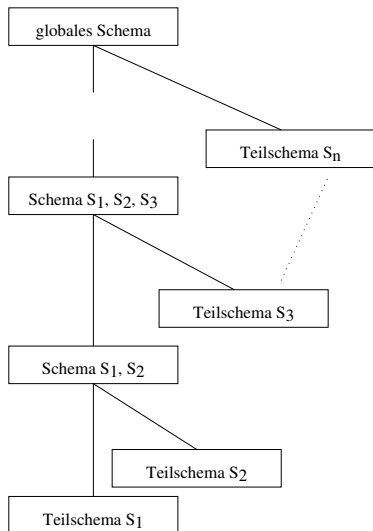 globales Schema
Teilschema Sn
Schema S1, S2, S3
Teilschema S3
Schema S1, S2
Teilschema S2
Teilschema S1